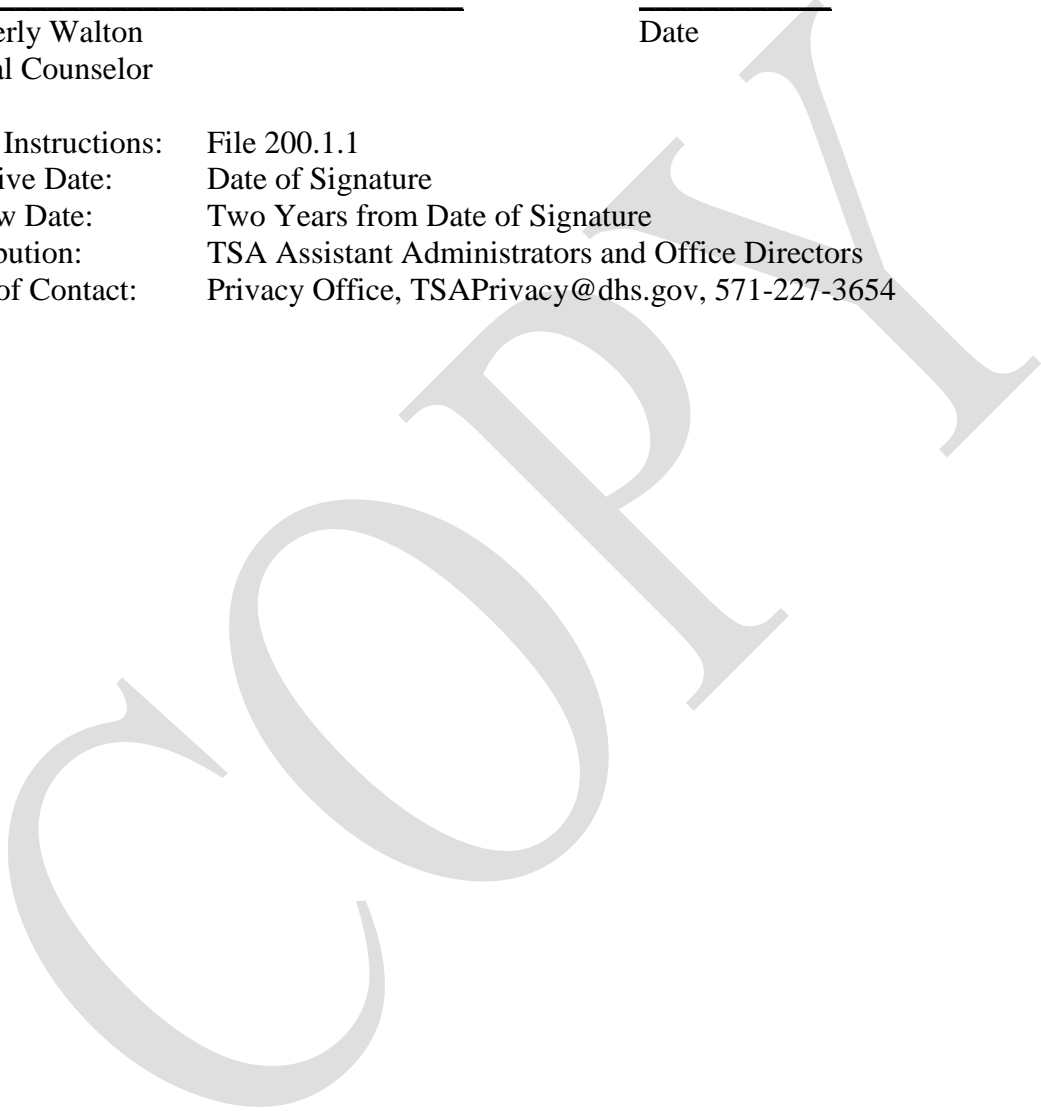 erly Walton Date
al Counselor
Instructions: File 200.1.1
ive Date: Date of Signature
w Date: Two Years from Date of Signature
bution: TSA Assistant Administrators and Office Directors
of Contact: Privacy Office, TSAPrivacy@dhs.gov, 571-227-3654
COPY